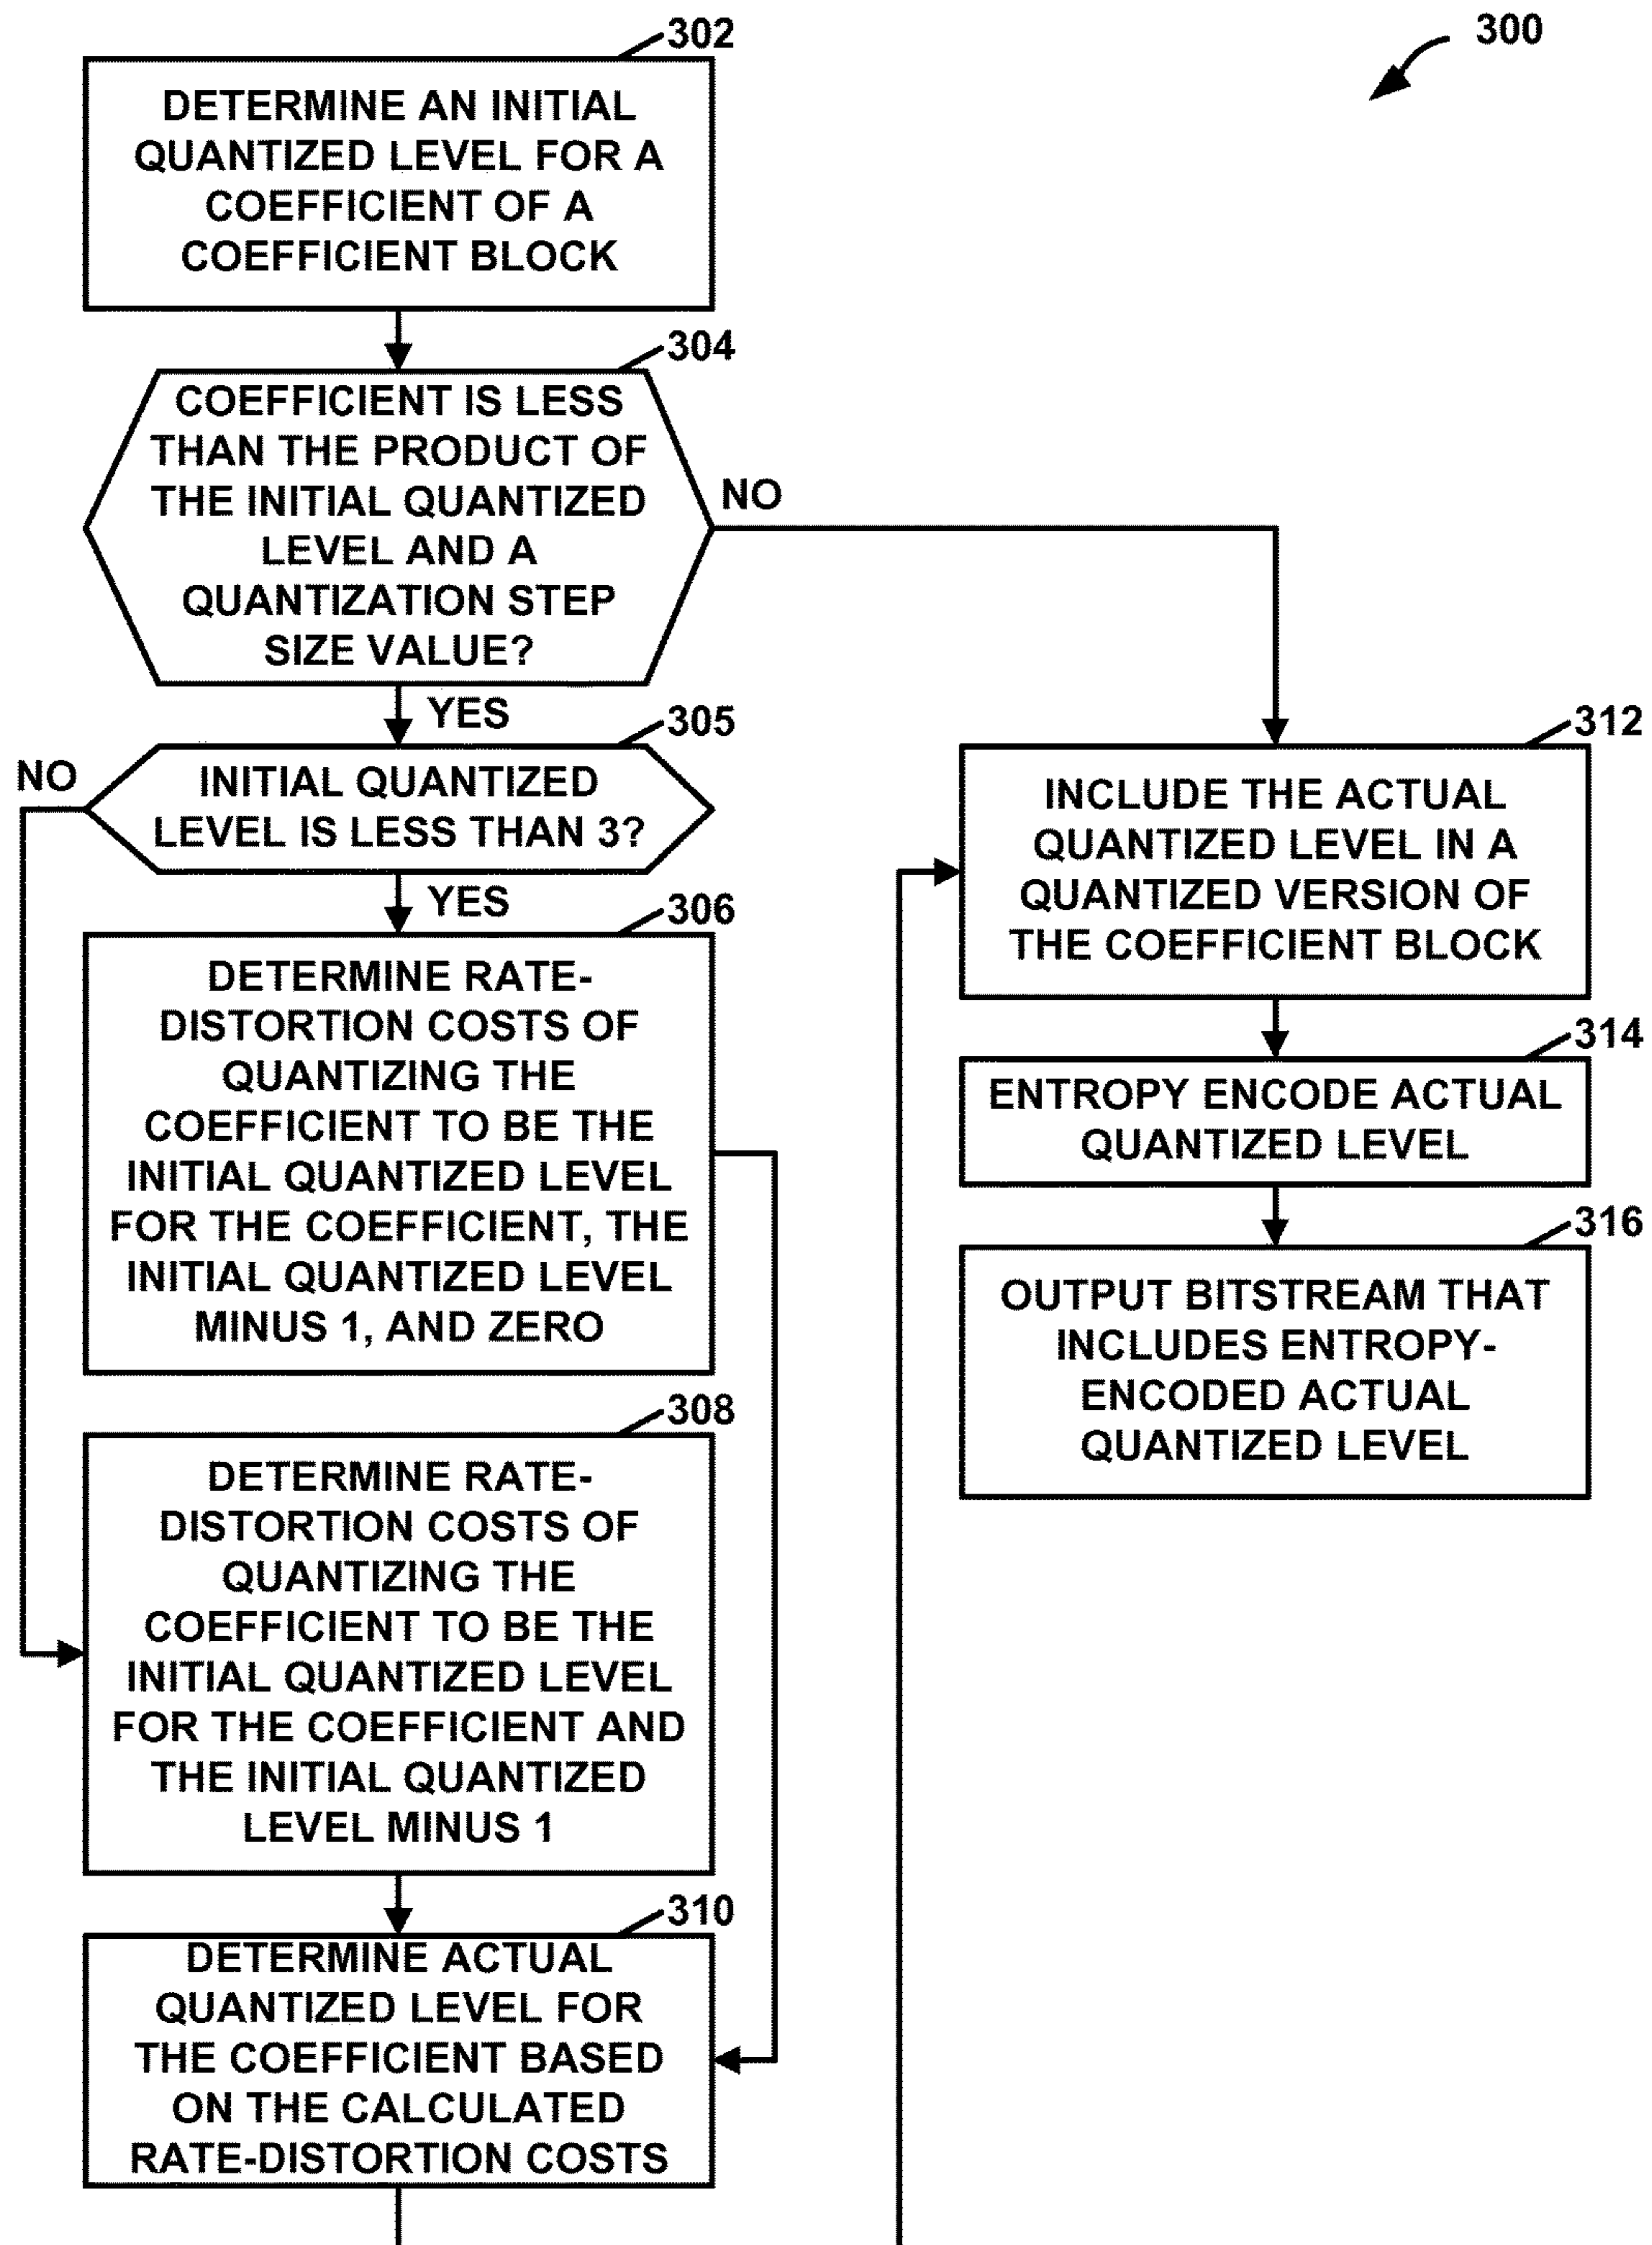 300
302
DETERMINE AN INITIAL
QUANTIZED LEVEL FOR A
COEFFICIENT OF A
COEFFICIENT BLOCK
304
COEFFICIENT IS LESS
THAN THE PRODUCT OF
THE INITIAL QUANTIZED
LEVEL AND A
QUANTIZATION STEP
SIZE VALUE?
NO
YES
305
NO
INITIAL QUANTIZED
LEVEL IS LESS THAN 3?
YES
306
DETERMINE RATE-
DISTORTION COSTS OF
QUANTIZING THE
COEFFICIENT TO BE THE
INITIAL QUANTIZED LEVEL
FOR THE COEFFICIENT, THE
INITIAL QUANTIZED LEVEL
MINUS 1, AND ZERO
308
DETERMINE RATE-
DISTORTION COSTS OF
QUANTIZING THE
COEFFICIENT TO BE THE
INITIAL QUANTIZED LEVEL
FOR THE COEFFICIENT AND
THE INITIAL QUANTIZED
LEVEL MINUS 1
310
DETERMINE ACTUAL
QUANTIZED LEVEL FOR
THE COEFFICIENT BASED
ON THE CALCULATED
RATE-DISTORTION COSTS
312
INCLUDE THE ACTUAL
QUANTIZED LEVEL IN A
QUANTIZED VERSION OF
THE COEFFICIENT BLOCK
314
ENTROPY ENCODE ACTUAL
QUANTIZED LEVEL
316
OUTPUT BITSTREAM THAT
INCLUDES ENTROPY-
ENCODED ACTUAL
QUANTIZED LEVEL